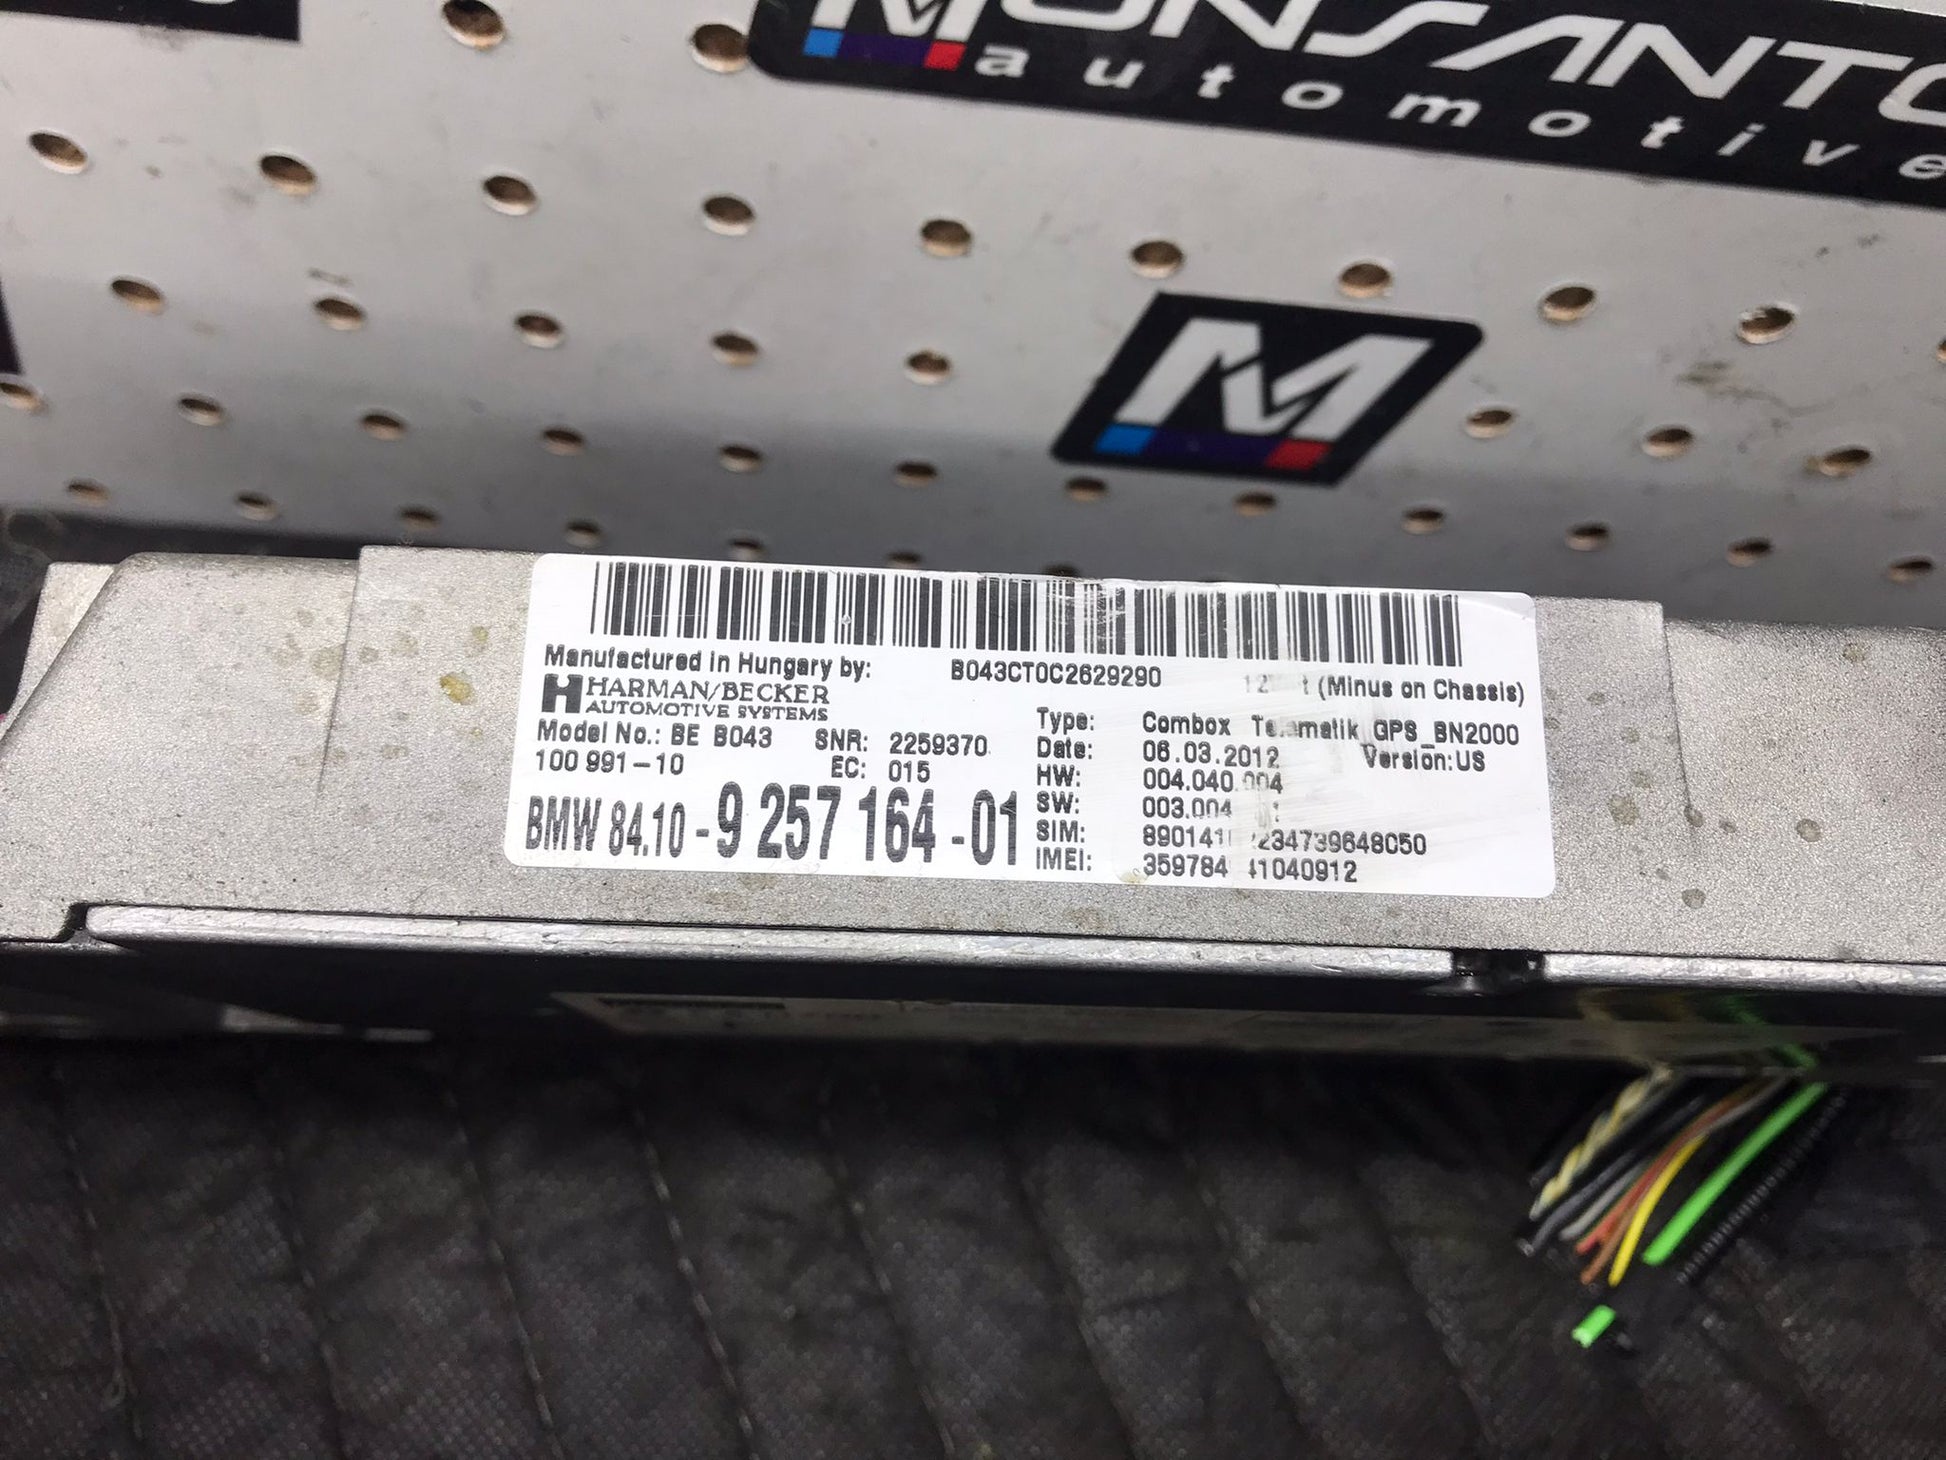 MONSANTO
automotive
M
Manufactured in Hungary by:
B043CT0C2629290
(Minus on Chassis)
HARMAN/BECKER
AUTOMOTIVE SYSTEMS
Model No.: BE B043 SNR: 2259370
100 991-10 EC: 015
BMW 84.10-9 257 164-01
Type: Combox GPS_BN2000
Date: 06.03.2012 Version:US
HW: 004.040.004
SW:
SIM:
IMEI: